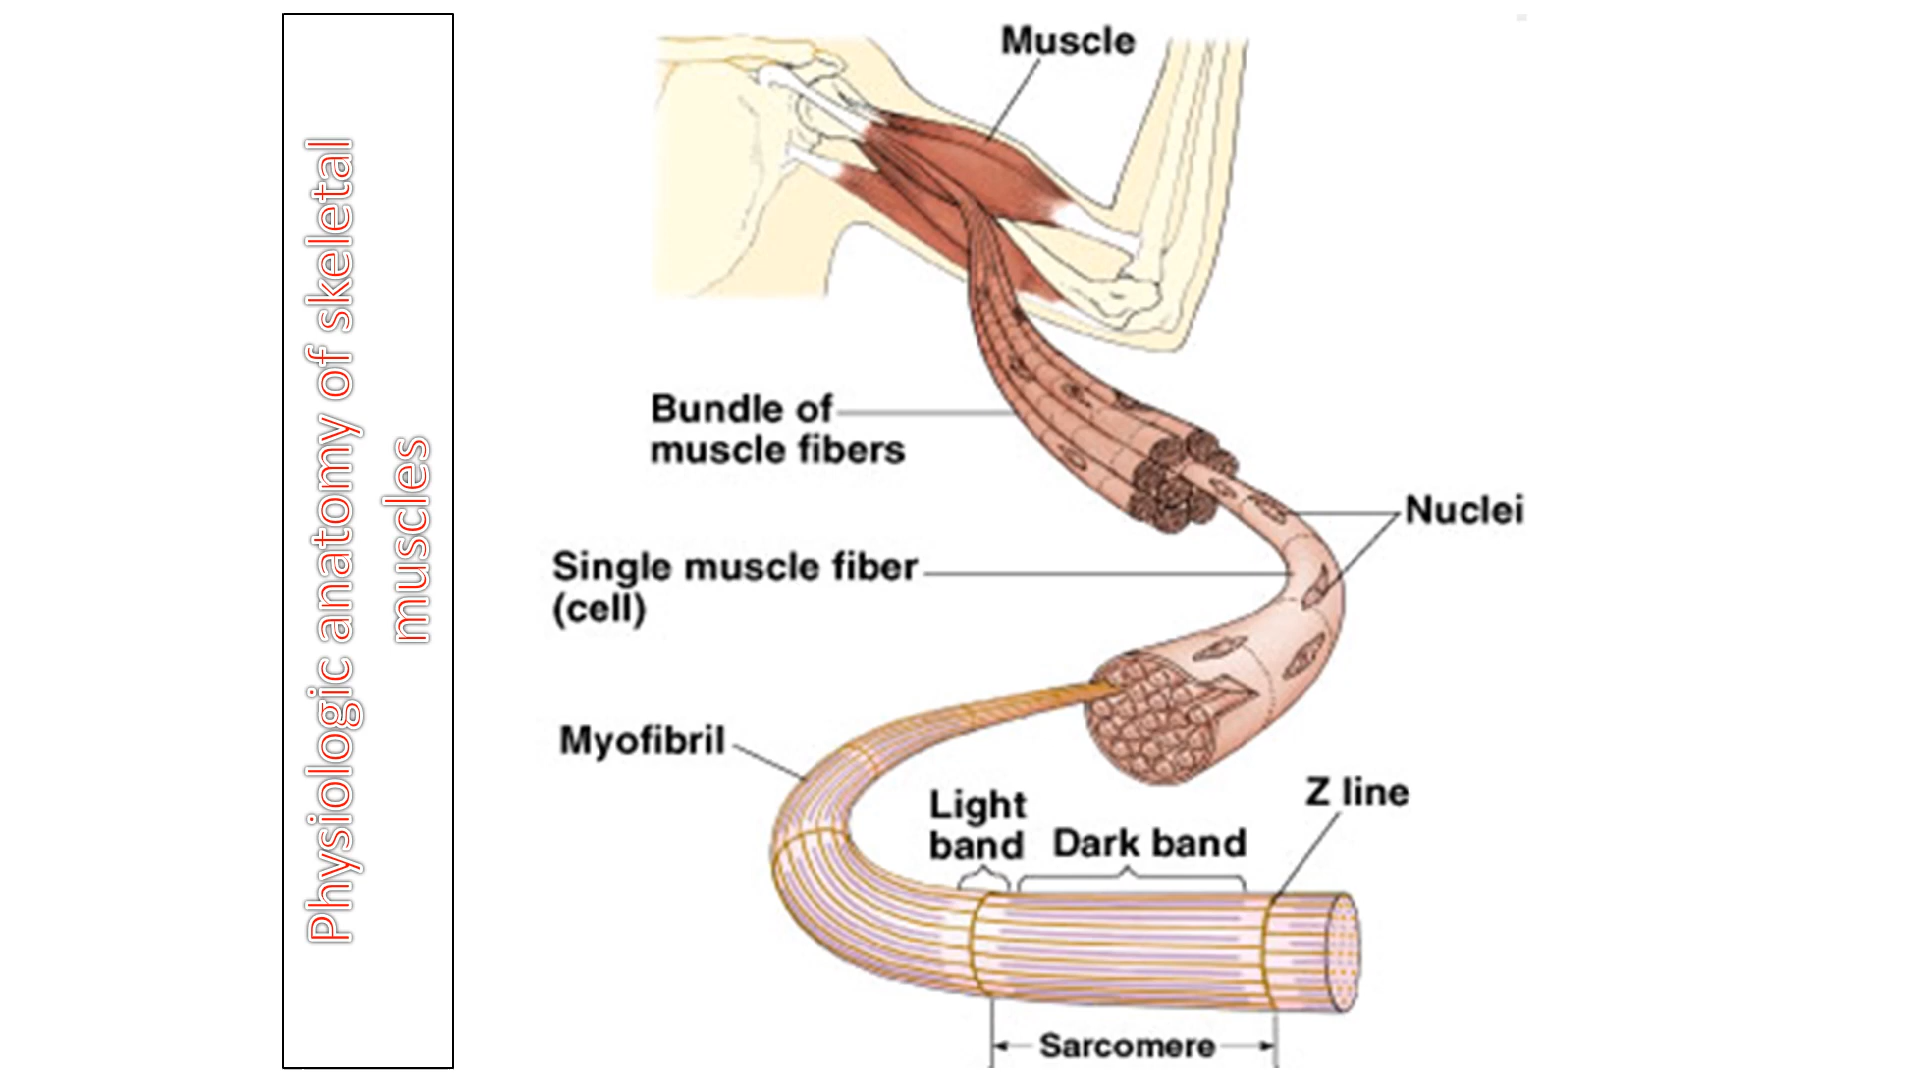 Physiologic anatomy of skeletal
muscles
Muscle
Bundle of
muscle fibers
Nuclei
Single muscle fiber
(cell)
Myofibril
Light
band
Dark band
Z line
Sarcomere